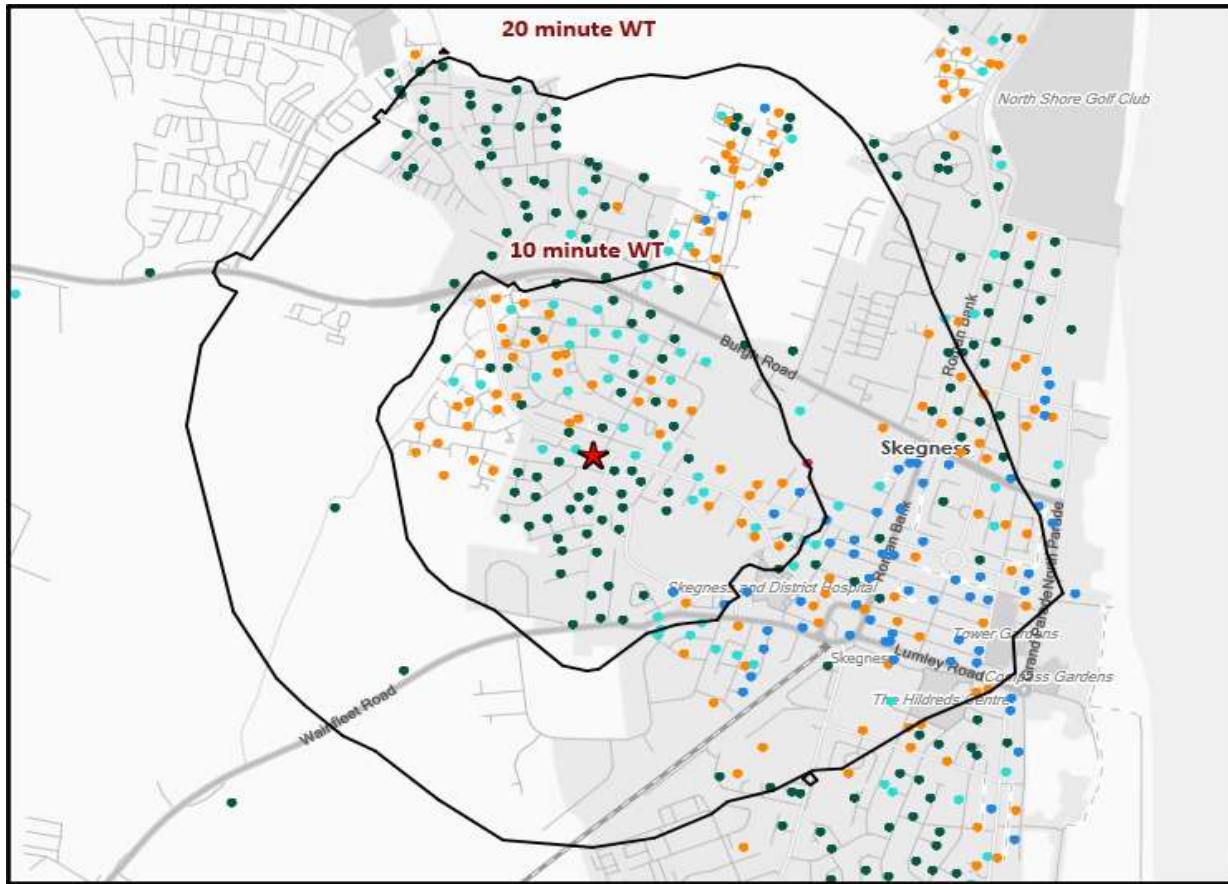 20 minute WT
North Shore Golf Club
10 minute WT
Roman Bank
Burgh Road
Skegness
North Parade
Roman Bank
Skegness and District Hospital
Grand Parade
Tower Gardens
Lumley Road
Skegness
Compass Gardens
The Hildreds Centre
Wainfleet Road